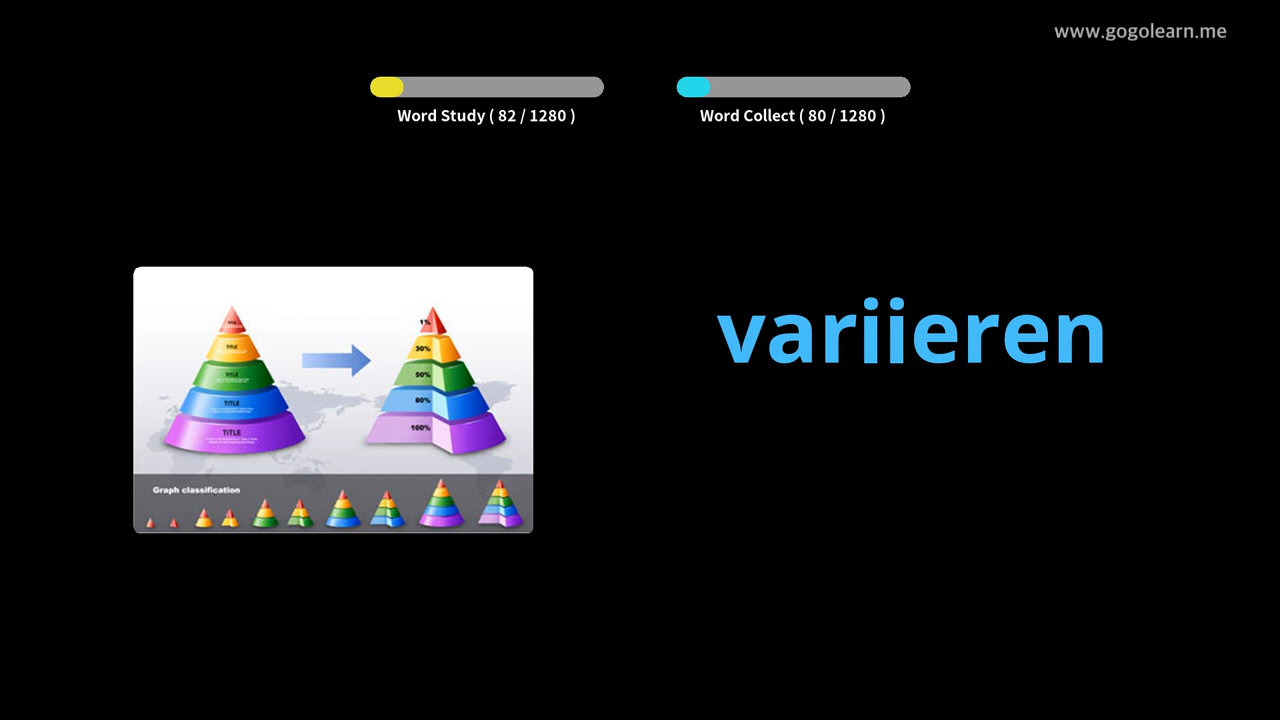 www.gogolearn.me
Word Study ( 82 / 1280 )
Word Collect ( 80 / 1280 )
variieren
TITLE
TITLE
TITLE
TITLE
1%
30%
50%
80%
100%
Graph classification